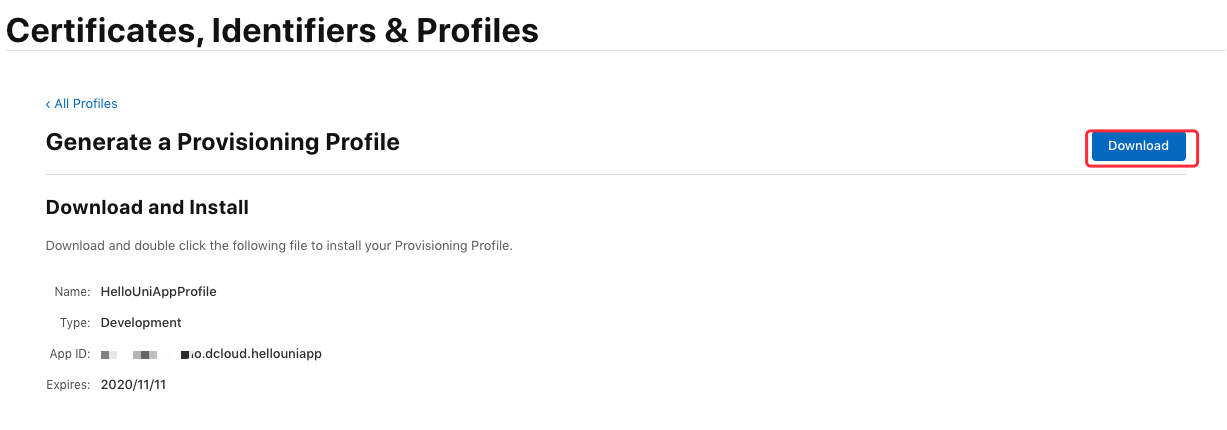 Certificates, Identifiers & Profiles
‹ All Profiles
Generate a Provisioning Profile
Download
Download and Install
Download and double click the following file to install your Provisioning Profile.
Name: HelloUniAppProfile
Type: Development
App ID: io.dcloud.hellouniapp
Expires: 2020/11/11